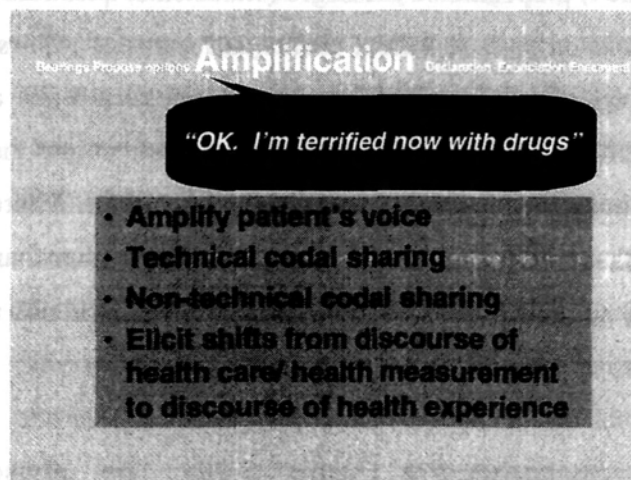 Bearings Propose options Amplification Declaration Enunciation Enactment
"OK. I'm terrified now with drugs"
• Amplify patient's voice
• Technical codal sharing
• Non-technical codal sharing
• Elicit shifts from discourse of
health care/ health measurement
to discourse of health experience